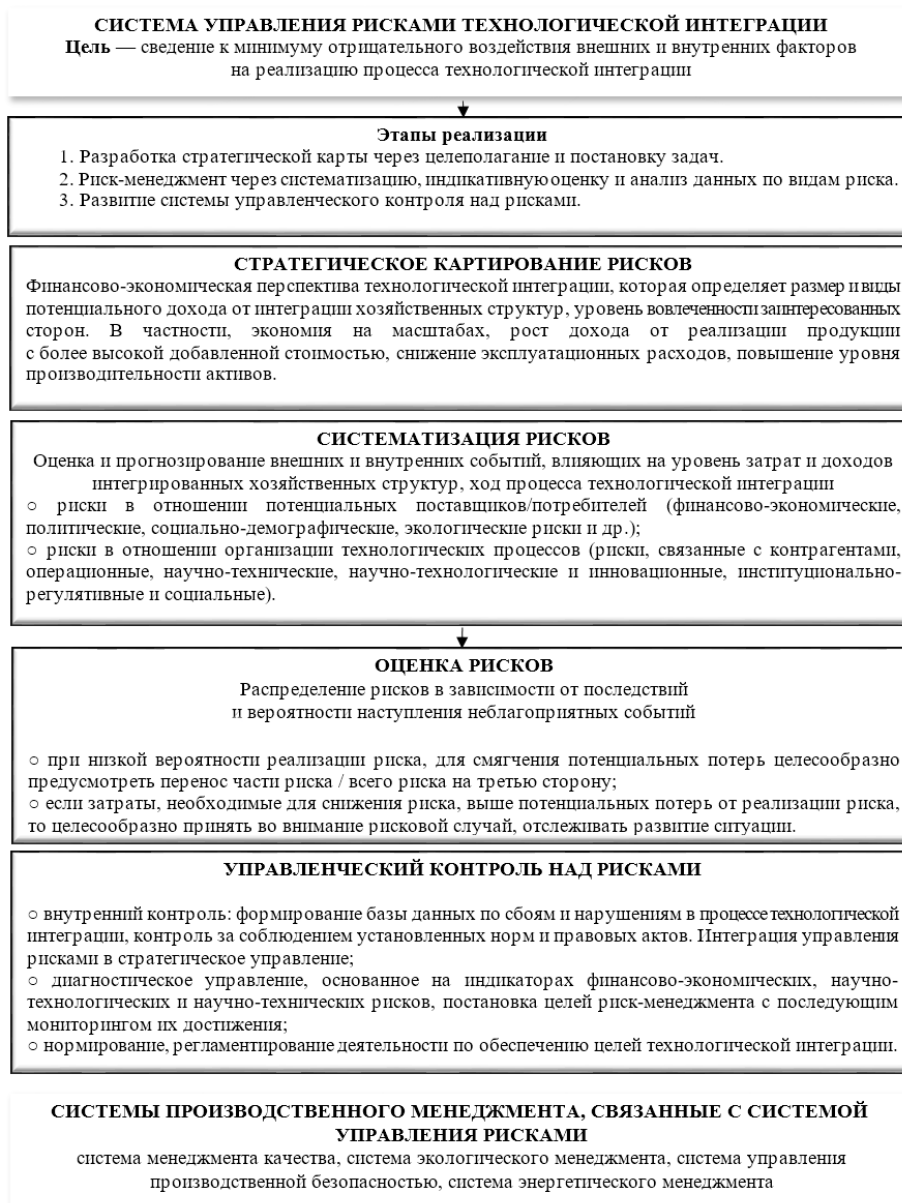 СИСТЕМА УПРАВЛЕНИЯ РИСКАМИ ТЕХНОЛОГИЧЕСКОЙ ИНТЕГРАЦИИ
Цель — сведение к минимуму отрицательного воздействия внешних и внутренних факторов
на реализацию процесса технологической интеграции
Этапы реализации
1. Разработка стратегической карты через целеполагание и постановку задач.
2. Риск-менеджмент через систематизацию, индикативную оценку и анализ данных по видам риска.
3. Развитие системы управленческого контроля над рисками.
СТРАТЕГИЧЕСКОЕ КАРТИРОВАНИЕ РИСКОВ
Финансово-экономическая перспектива технологической интеграции, которая определяет размер и виды
потенциального дохода от интеграции хозяйственных структур, уровень вовлеченности заинтересованных
сторон. В частности, экономия на масштабах, рост дохода от реализации продукции
с более высокой добавленной стоимостью, снижение эксплуатационных расходов, повышение уровня
производительности активов.
СИСТЕМАТИЗАЦИЯ РИСКОВ
Оценка и прогнозирование внешних и внутренних событий, влияющих на уровень затрат и доходов
интегрированных хозяйственных структур, ход процесса технологической интеграции
○ риски в отношении потенциальных поставщиков/потребителей (финансово-экономические,
политические, социально-демографические, экологические риски и др.);
○ риски в отношении организации технологических процессов (риски, связанные с контрагентами,
операционные, научно-технические, научно-технологические и инновационные, институционально-
регулятивные и социальные).
ОЦЕНКА РИСКОВ
Распределение рисков в зависимости от последствий
и вероятности наступления неблагоприятных событий
○ при низкой вероятности реализации риска, для смягчения потенциальных потерь целесообразно
предусмотреть перенос части риска / всего риска на третью сторону;
○ если затраты, необходимые для снижения риска, выше потенциальных потерь от реализации риска,
то целесообразно принять во внимание рисковой случай, отслеживать развитие ситуации.
УПРАВЛЕНЧЕСКИЙ КОНТРОЛЬ НАД РИСКАМИ
○ внутренний контроль: формирование базы данных по сбоям и нарушениям в процессе технологической
интеграции, контроль за соблюдением установленных норм и правовых актов. Интеграция управления
рисками в стратегическое управление;
○ диагностическое управление, основанное на индикаторах финансово-экономических, научно-
технологических и научно-технических рисков, постановка целей риск-менеджмента с последующим
мониторингом их достижения;
○ нормирование, регламентирование деятельности по обеспечению целей технологической интеграции.
СИСТЕМЫ ПРОИЗВОДСТВЕННОГО МЕНЕДЖМЕНТА, СВЯЗАННЫЕ С СИСТЕМОЙ
УПРАВЛЕНИЯ РИСКАМИ
система менеджмента качества, система экологического менеджмента, система управления
производственной безопасностью, система энергетического менеджмента